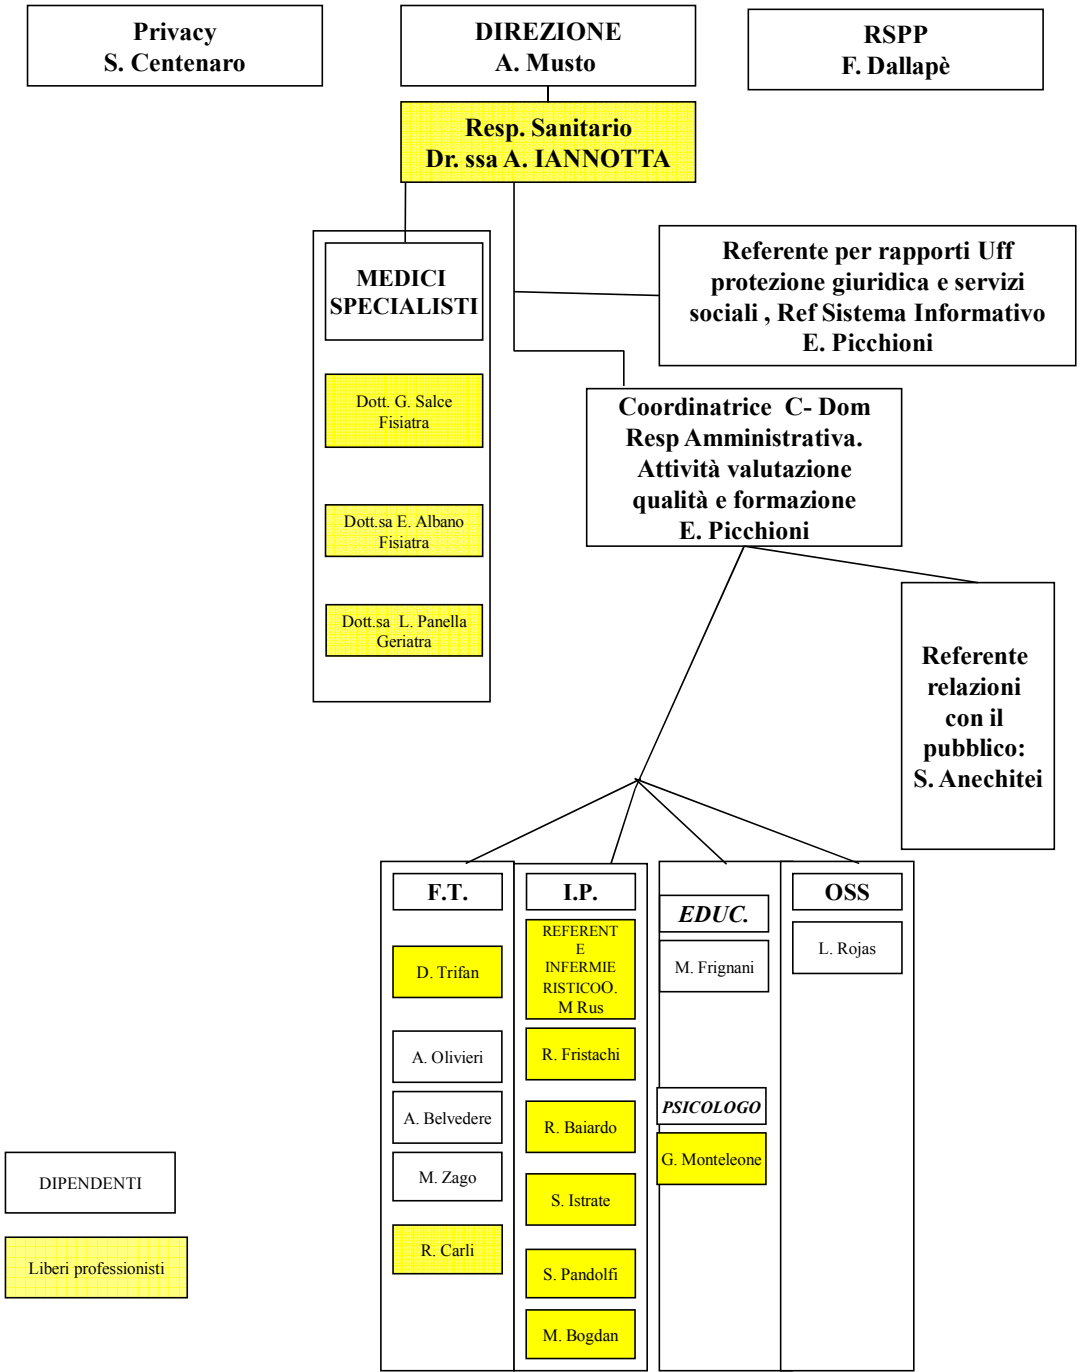 Privacy
S. Centenaro
DIREZIONE
A. Musto
RSPP
F. Dallapè
Resp. Sanitario
Dr. ssa A. IANNOTTA
MEDICI
SPECIALISTI
Dott. G. Salce
Fisiatra
Dott.sa E. Albano
Fisiatra
Dott.sa  L. Panella
Geriatra
Referente per rapporti Uff
protezione giuridica e servizi
sociali , Ref Sistema Informativo
E. Picchioni
Coordinatrice  C- Dom
Resp Amministrativa.
Attività valutazione
qualità e formazione
E. Picchioni
Referente
relazioni
con il
pubblico:
S. Anechitei
F.T.
D. Trifan
A. Olivieri
A. Belvedere
M. Zago
R. Carli
I.P.
REFERENT
E
INFERMIE
RISTICOO.
M Rus
R. Fristachi
R. Baiardo
S. Istrate
S. Pandolfi
M. Bogdan
EDUC.
M. Frignani
PSICOLOGO
G. Monteleone
OSS
L. Rojas
DIPENDENTI
Liberi professionisti